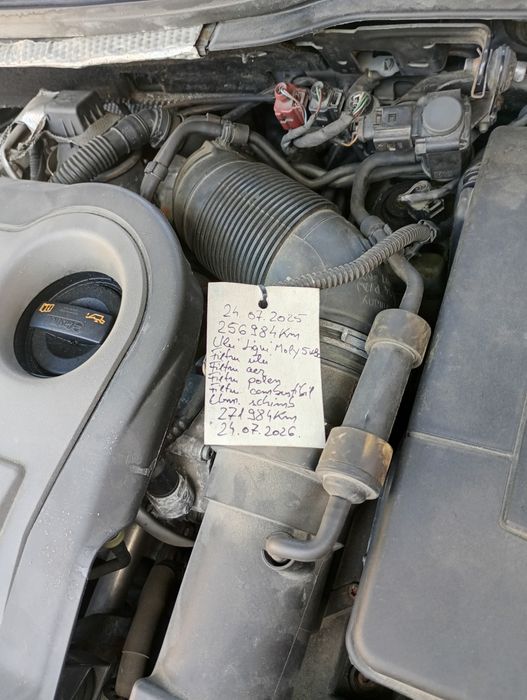 24.07.2025
256984Km
Ulei Liqui Moly 5w30
Filtru ulei
Filtru aer
Filtru polen
Filtru combustibil
Urm. schimb
271984Km
24.07.2026.